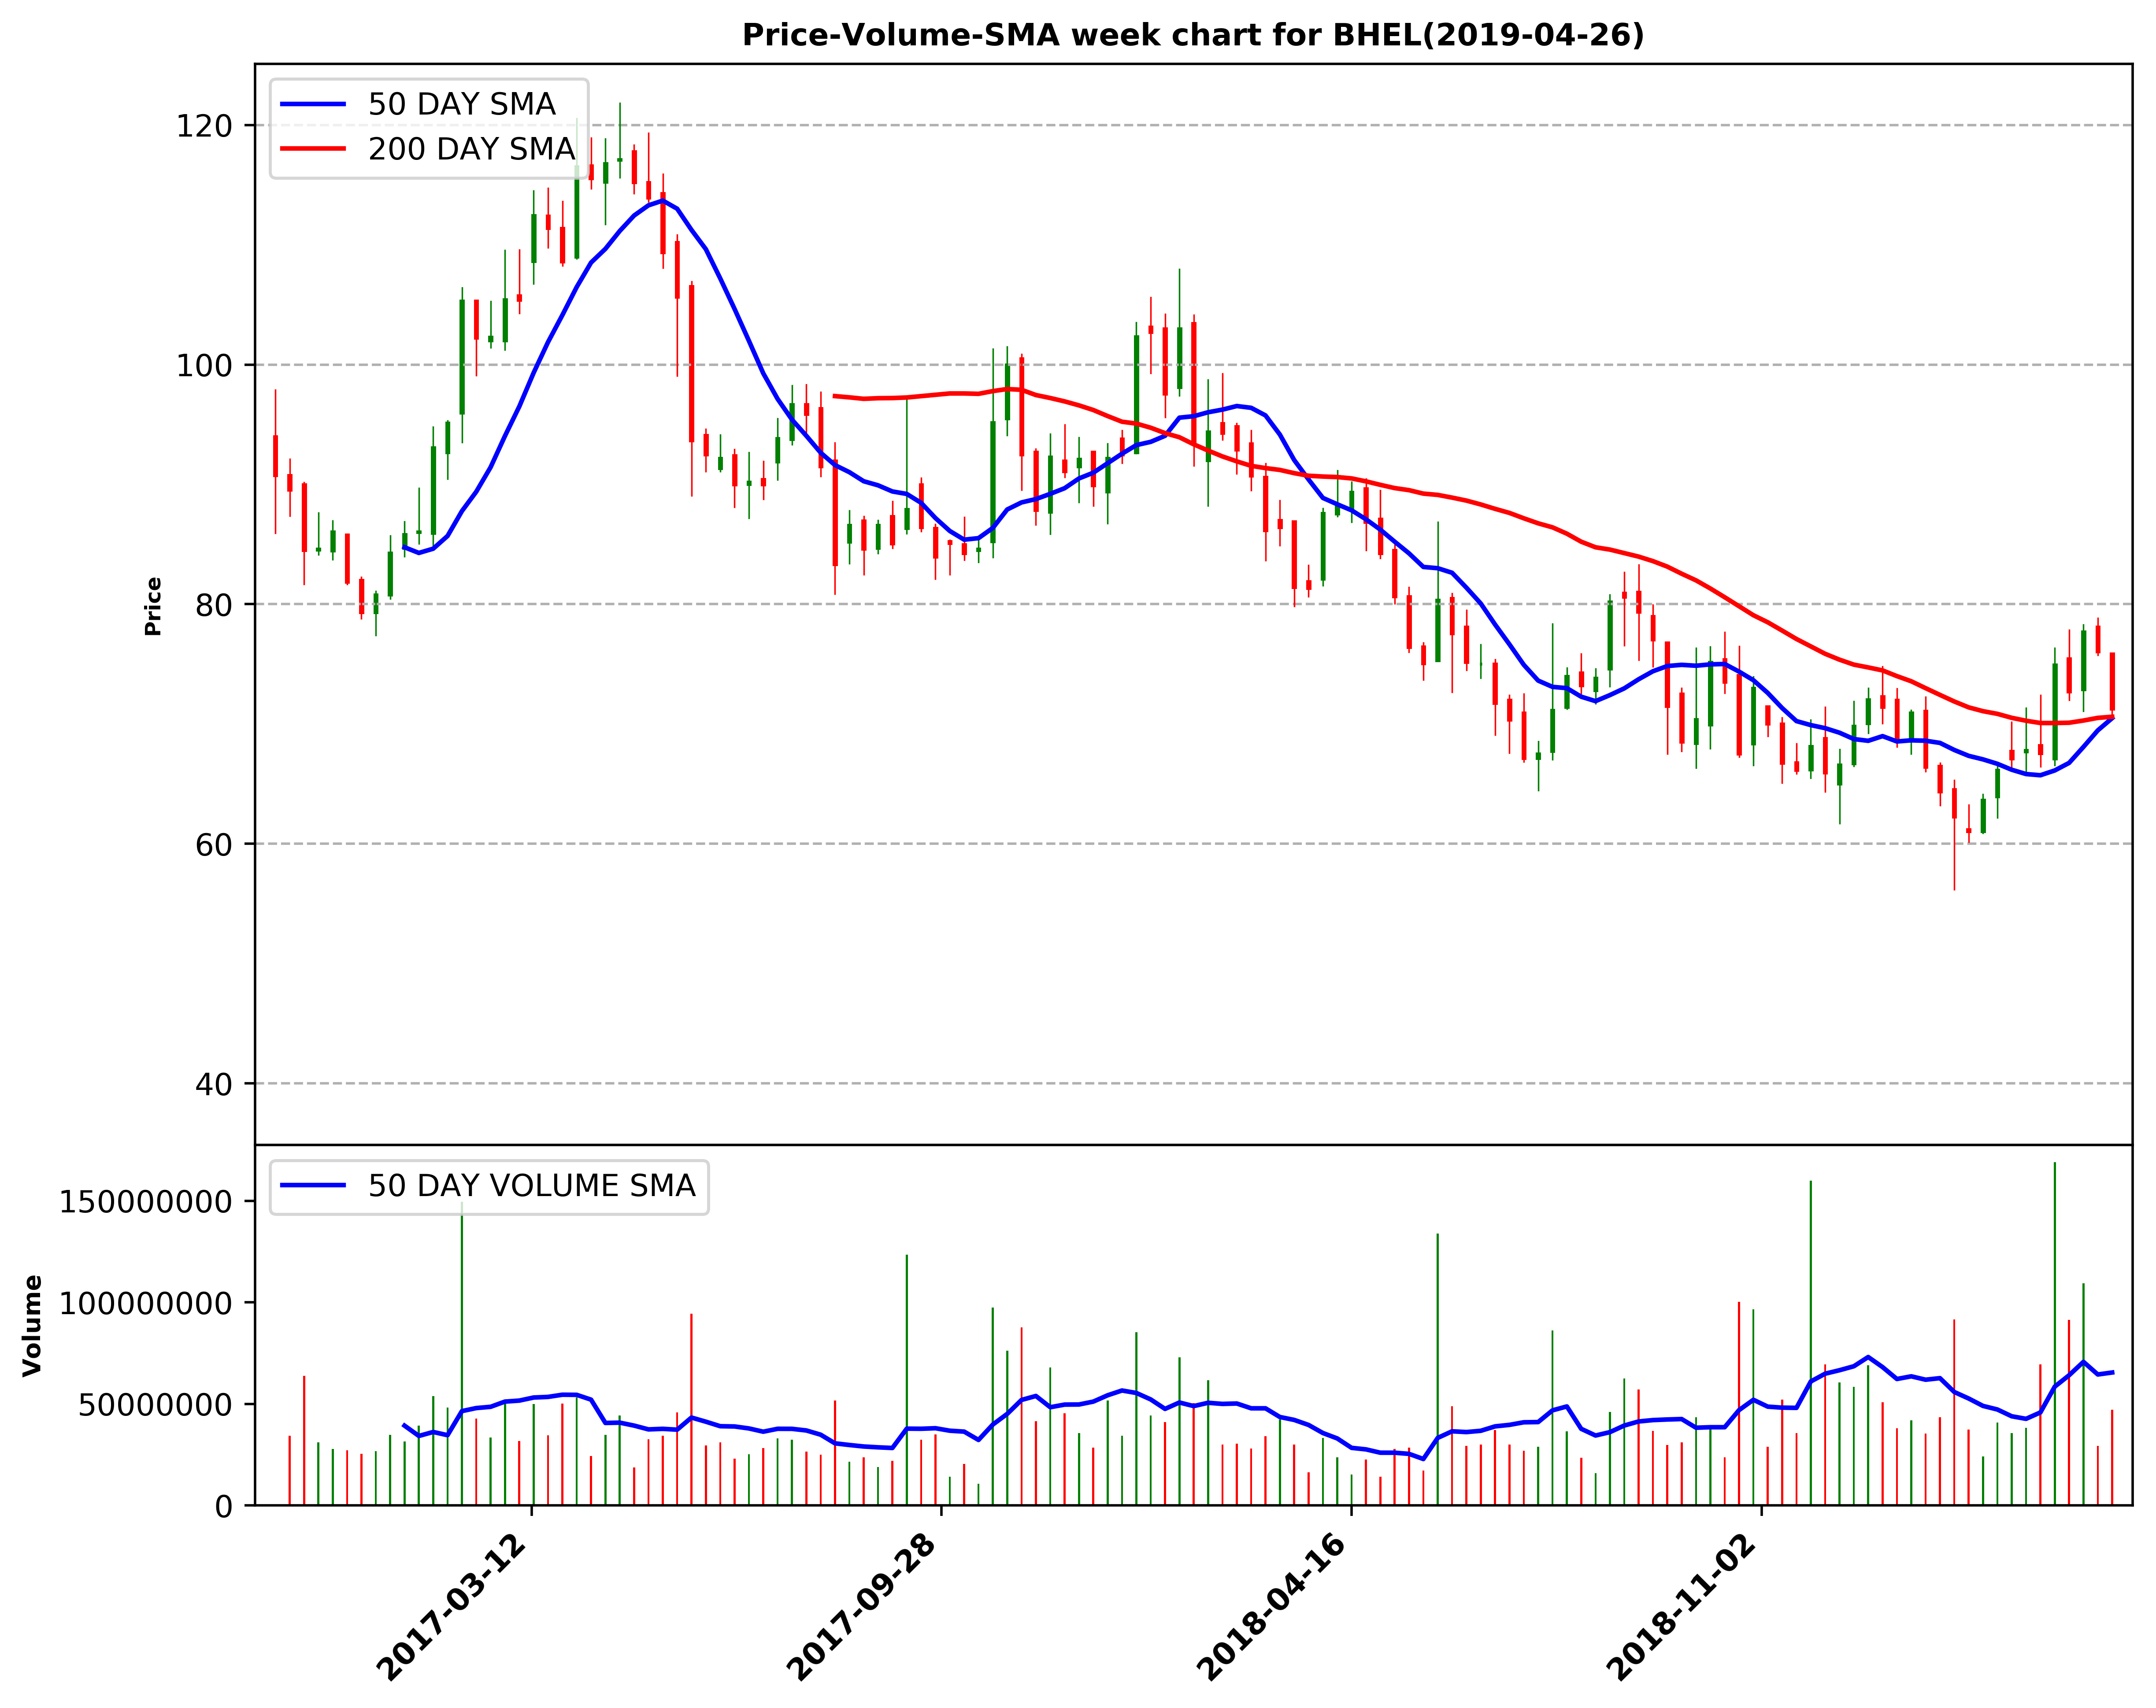 Price-Volume-SMA week chart for BHEL(2019-04-26)
50 DAY SMA
200 DAY SMA
120
100
80
60
40
Price
50 DAY VOLUME SMA
150000000
100000000
50000000
0
Volume
2017-03-12
2017-09-28
2018-04-16
2018-11-02